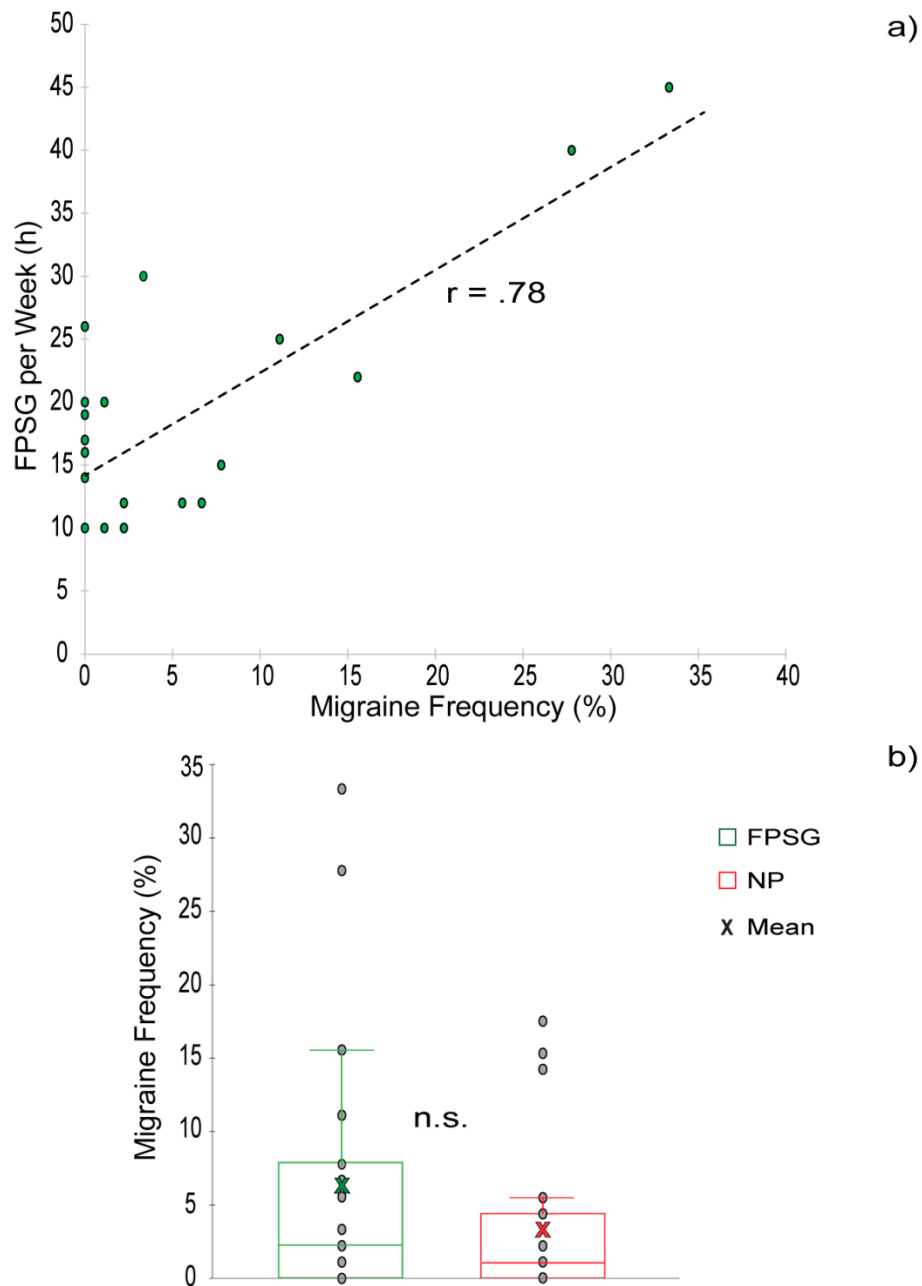 a)
50
45
40
35
30
25
20
15
10
5
0
FPSG per Week (h)
r = .78
0 5 10 15 20 25 30 35 40
Migraine Frequency (%)
b)
35
30
25
20
15
10
5
0
Migraine Frequency (%)
n.s.
FPSG
NP
X Mean